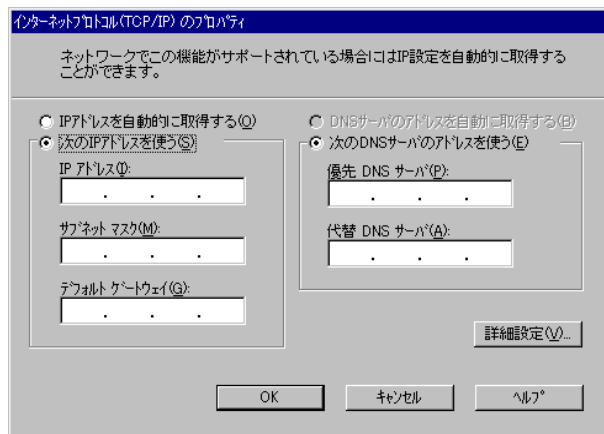 インターネットプロトコル(TCP/IP) のプロパティ
ネットワークでこの機能がサポートされている場合にはIP設定を自動的に取得する
ことができます。
IPアドレスを自動的に取得する(O)
次のIPアドレスを使う(S)
IP アドレス(I):
サブネット マスク(M):
デフォルト ゲートウェイ(G):
DNSサーバのアドレスを自動に取得する(B)
次のDNSサーバのアドレスを使う(E)
優先 DNS サーバ(P):
代替 DNS サーバ(A):
詳細設定(V)...
OK
キャンセル
ヘルプ